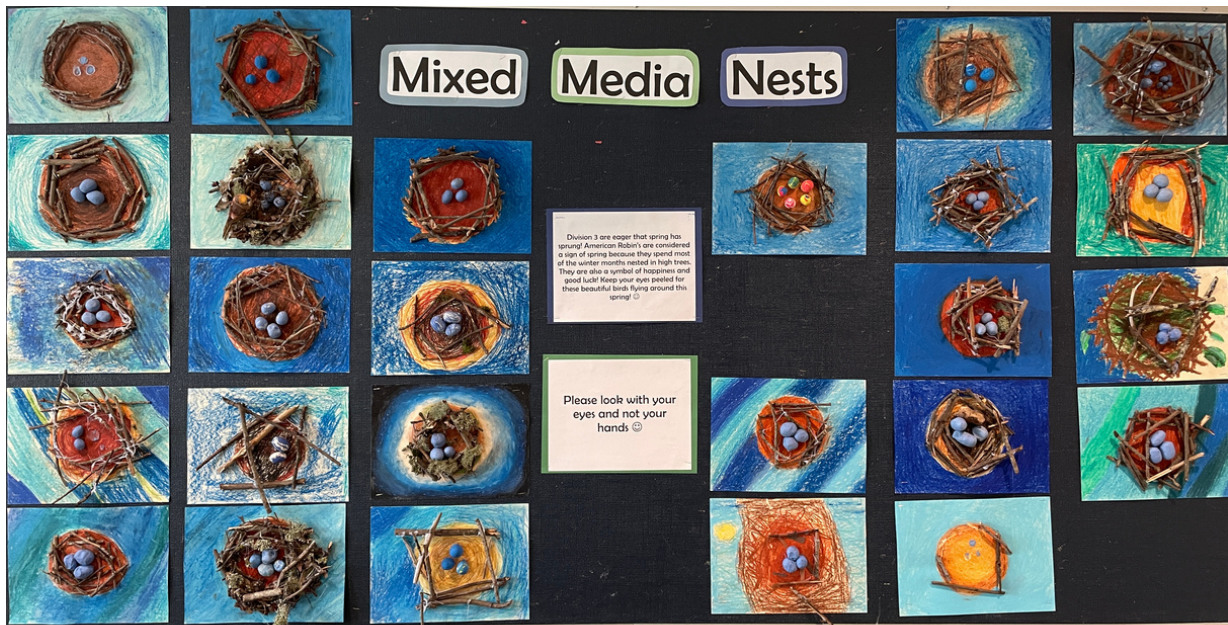 Mixed Media Nests
Division 3 are eager that spring has
sprung! American Robin's are considered
a sign of spring because they spend most
of the winter months nested in high trees.
They are also a symbol of happiness and
good luck! Keep your eyes peeled for
these beautiful birds flying around this
spring! ☺
Please look with your
eyes and not your
hands ☺